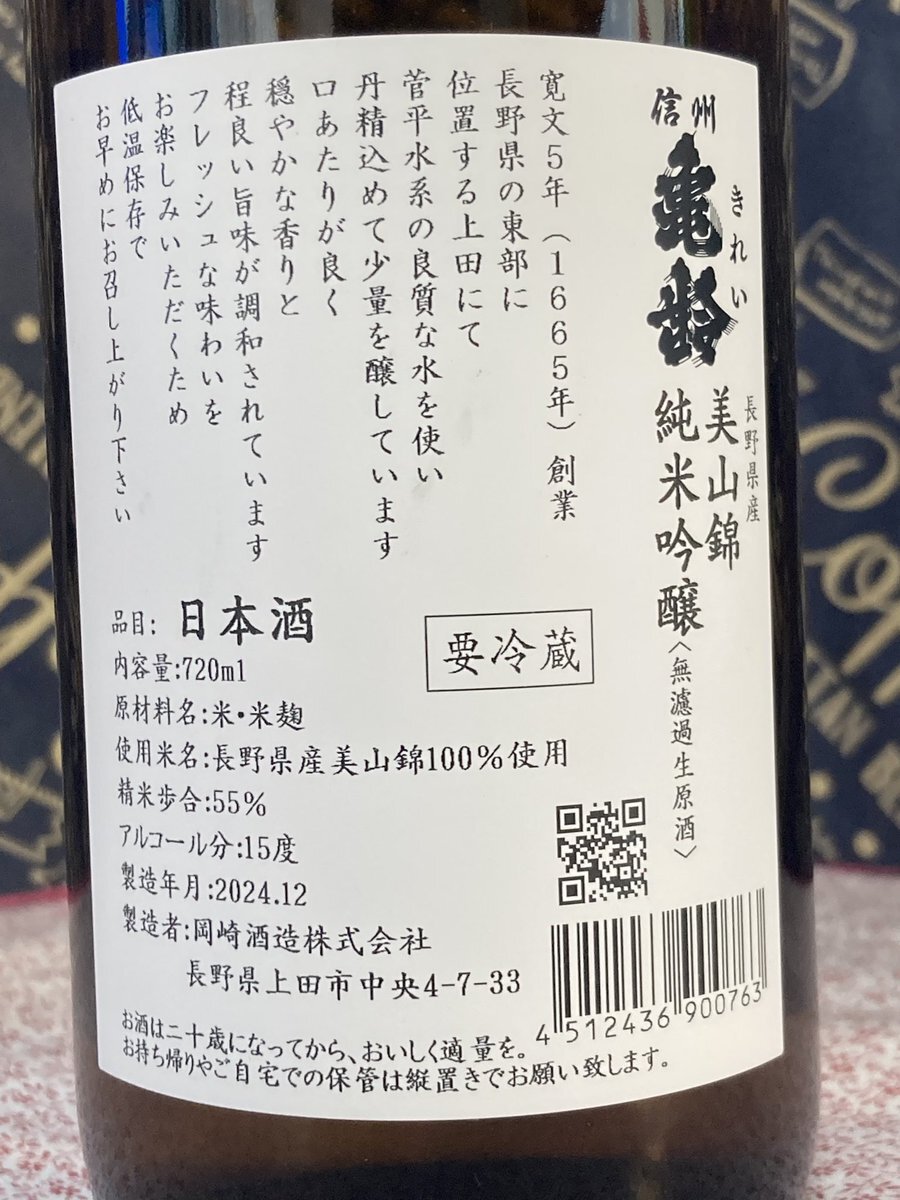 信州
亀齢
きれい
長野県産
美山錦
純米吟醸〈無濾過生原酒〉
寛文5年（1665年）創業
長野県の東部に
位置する上田にて
菅平水系の良質な水を使い
丹精込めて少量を醸しています
口あたりが良く
穏やかな香りと
程良い旨味が調和されています
フレッシュな味わいを
お楽しみいただくため
低温保存で
お早めにお召し上がり下さい
要冷蔵
品目:日本酒
内容量:720ml
原材料名:米・米麹
使用米名:長野県産美山錦100%使用
精米歩合:55%
アルコール分:15度
製造年月:2024.12
製造者:岡崎酒造株式会社
長野県上田市中央4-7-33
4 512436 900763
お酒は二十歳になってから、おいしく適量を。
お持ち帰りやご自宅での保管は縦置きでお願い致します。